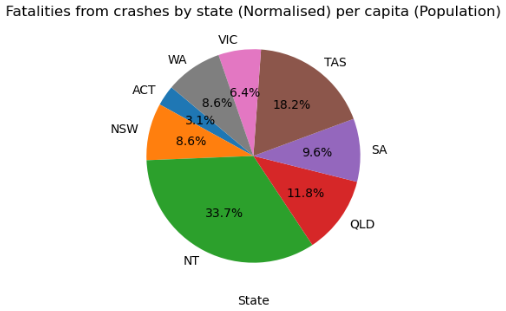 Fatalities from crashes by state (Normalised) per capita (Population)
VIC
TAS
WA
ACT
NSW
SA
QLD
NT
6.4%
18.2%
8.6%
3.1%
8.6%
9.6%
11.8%
33.7%
State